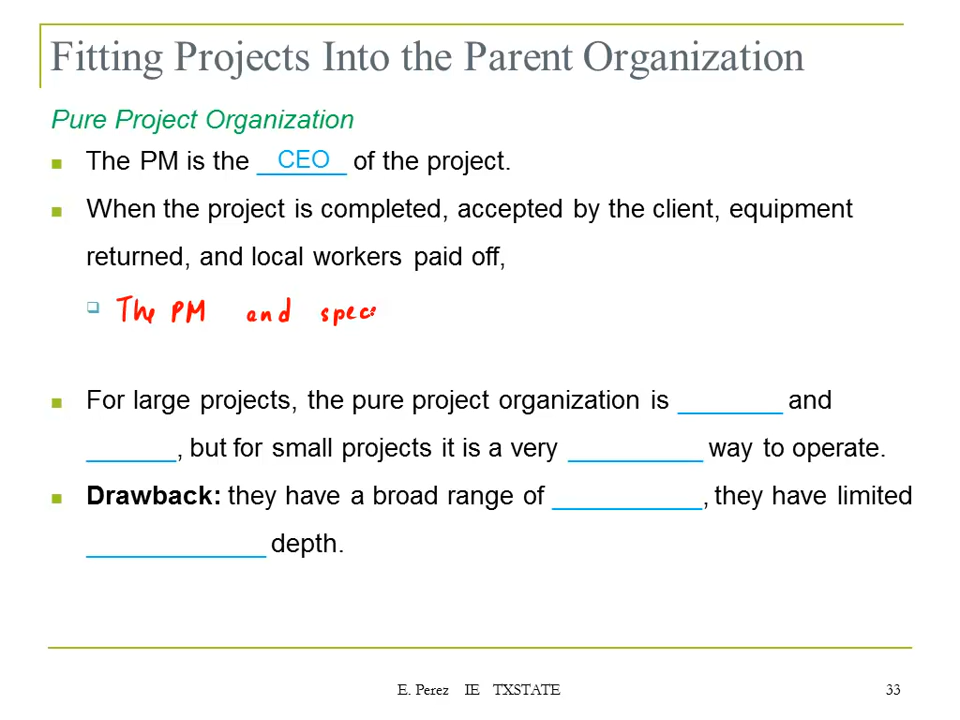 Fitting Projects Into the Parent Organization
Pure Project Organization
The PM is the CEO of the project.
When the project is completed, accepted by the client, equipment
returned, and local workers paid off,
The PM and spec
For large projects, the pure project organization is _______ and
______, but for small projects it is a very _________ way to operate.
Drawback: they have a broad range of __________, they have limited
____________ depth.
E. Perez IE TXSTATE 33